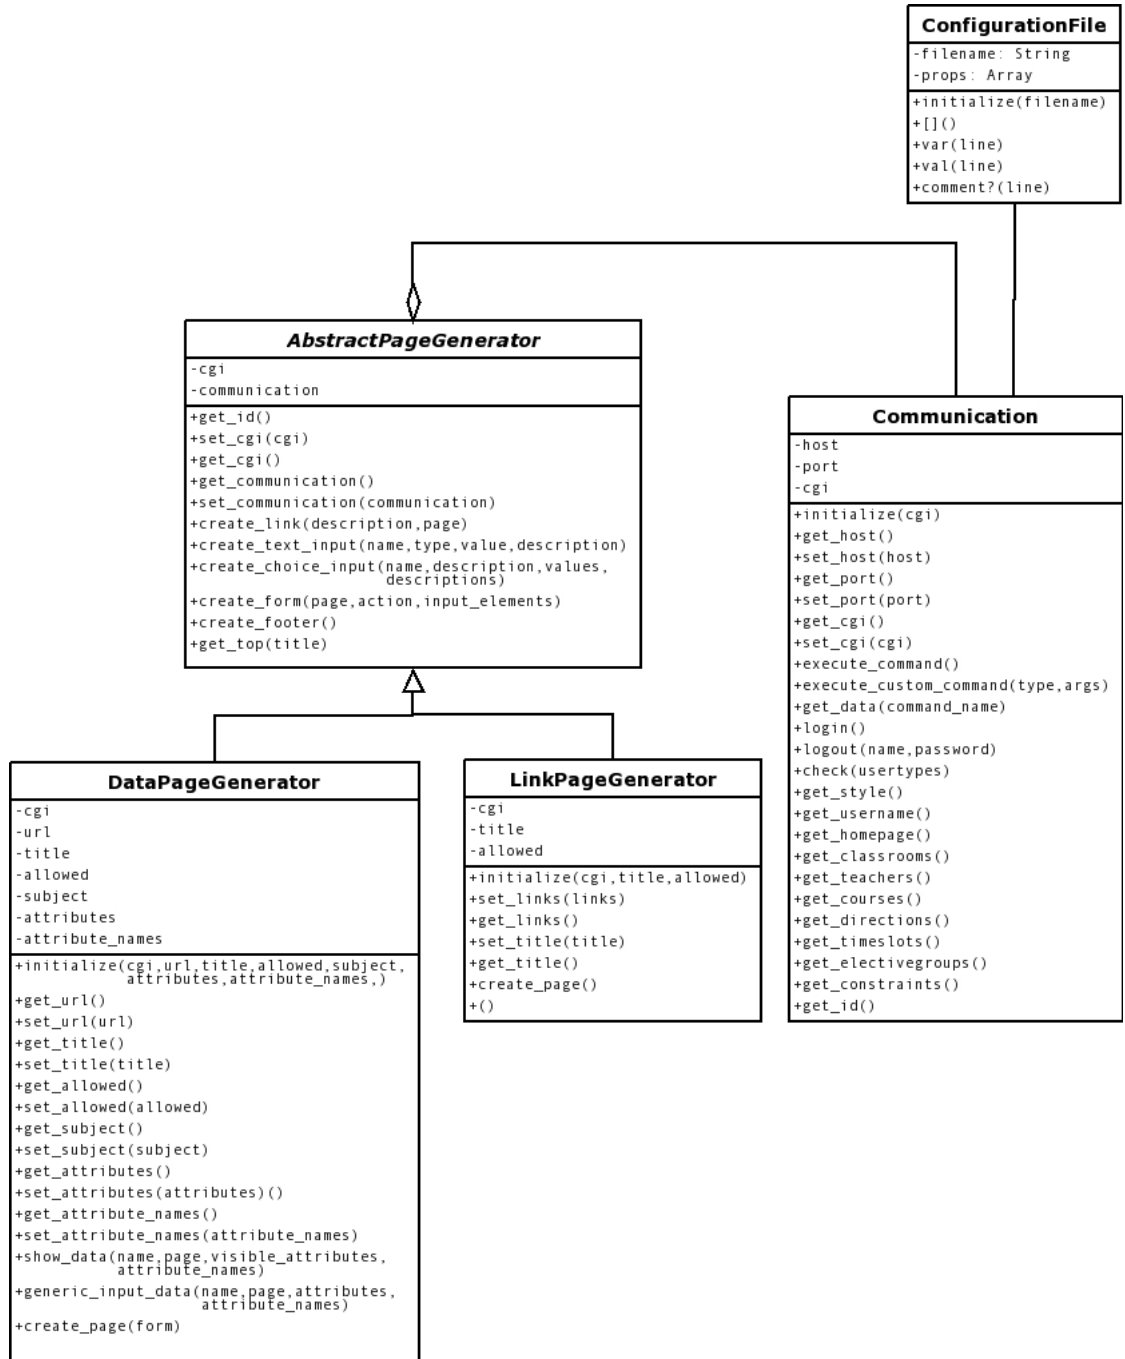 ConfigurationFile
-filename: String
-props: Array
+initialize(filename)
+[]()
+var(line)
+val(line)
+comment?(line)
AbstractPageGenerator
-cgi
-communication
+get_id()
+set_cgi(cgi)
+get_cgi()
+get_communication()
+set_communication(communication)
+create_link(description,page)
+create_text_input(name,type,value,description)
+create_choice_input(name,description,values,
descriptions)
+create_form(page,action,input_elements)
+create_footer()
+get_top(title)
Communication
-host
-port
-cgi
+initialize(cgi)
+get_host()
+set_host(host)
+get_port()
+set_port(port)
+get_cgi()
+set_cgi(cgi)
+execute_command()
+execute_custom_command(type,args)
+get_data(command_name)
+login()
+logout(name,password)
+check(usertypes)
+get_style()
+get_username()
+get_homepage()
+get_classrooms()
+get_teachers()
+get_courses()
+get_directions()
+get_timeslots()
+get_electivegroups()
+get_constraints()
+get_id()
DataPageGenerator
-cgi
-url
-title
-allowed
-subject
-attributes
-attribute_names
+initialize(cgi,url,title,allowed,subject,
attributes,attribute_names,)
+get_url()
+set_url(url)
+get_title()
+set_title(title)
+get_allowed()
+set_allowed(allowed)
+get_subject()
+set_subject(subject)
+get_attributes()
+set_attributes(attributes)()
+get_attribute_names()
+set_attribute_names(attribute_names)
+show_data(name,page,visible_attributes,
attribute_names)
+generic_input_data(name,page,attributes,
attribute_names)
+create_page(form)
LinkPageGenerator
-cgi
-title
-allowed
+initialize(cgi,title,allowed)
+set_links(links)
+get_links()
+set_title(title)
+get_title()
+create_page()
+()